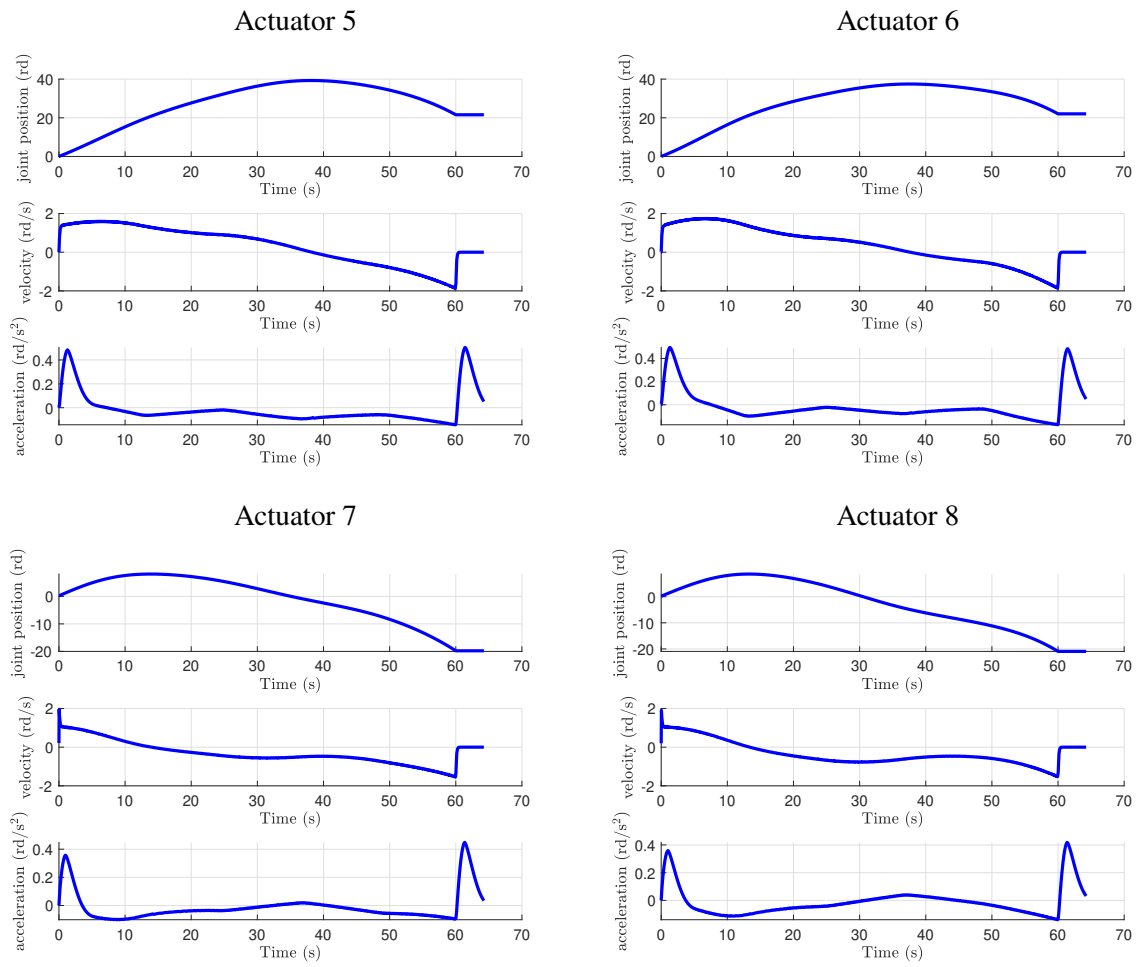 Actuator 5
joint position (rd)
40
20
0
0 10 20 30 40 50 60 70
Time (s)
velocity (rd/s)
2
0
-2
0 10 20 30 40 50 60 70
Time (s)
acceleration (rd/s²)
0.4
0.2
0
0 10 20 30 40 50 60 70
Time (s)
Actuator 6
joint position (rd)
40
20
0
0 10 20 30 40 50 60 70
Time (s)
velocity (rd/s)
2
0
-2
0 10 20 30 40 50 60 70
Time (s)
acceleration (rd/s²)
0.4
0.2
0
0 10 20 30 40 50 60 70
Time (s)
Actuator 7
joint position (rd)
0
-10
-20
0 10 20 30 40 50 60 70
Time (s)
velocity (rd/s)
2
0
-2
0 10 20 30 40 50 60 70
Time (s)
acceleration (rd/s²)
0.4
0.2
0
0 10 20 30 40 50 60 70
Time (s)
Actuator 8
joint position (rd)
0
-10
-20
0 10 20 30 40 50 60 70
Time (s)
velocity (rd/s)
2
0
-2
0 10 20 30 40 50 60 70
Time (s)
acceleration (rd/s²)
0.4
0.2
0
0 10 20 30 40 50 60 70
Time (s)